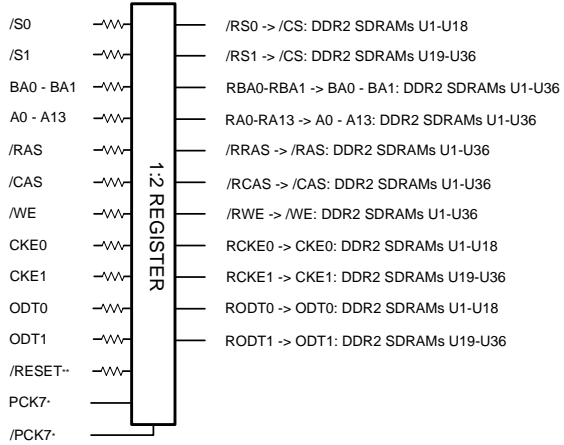 /S0
/RS0 -> /CS: DDR2 SDRAMs U1-U18
/S1
/RS1 -> /CS: DDR2 SDRAMs U19-U36
BA0 - BA1
RBA0-RBA1 -> BA0 - BA1: DDR2 SDRAMs U1-U36
A0 - A13
RA0-RA13 -> A0 - A13: DDR2 SDRAMs U1-U36
/RAS
/RRAS -> /RAS: DDR2 SDRAMs U1-U36
/CAS
/RCAS -> /CAS: DDR2 SDRAMs U1-U36
/WE
/RWE -> /WE: DDR2 SDRAMs U1-U36
CKE0
RCKE0 -> CKE0: DDR2 SDRAMs U1-U18
CKE1
RCKE1 -> CKE1: DDR2 SDRAMs U19-U36
ODT0
RODT0 -> ODT0: DDR2 SDRAMs U1-U18
ODT1
RODT1 -> ODT1: DDR2 SDRAMs U19-U36
/RESET**
PCK7*
/PCK7*
1:2 REGISTER